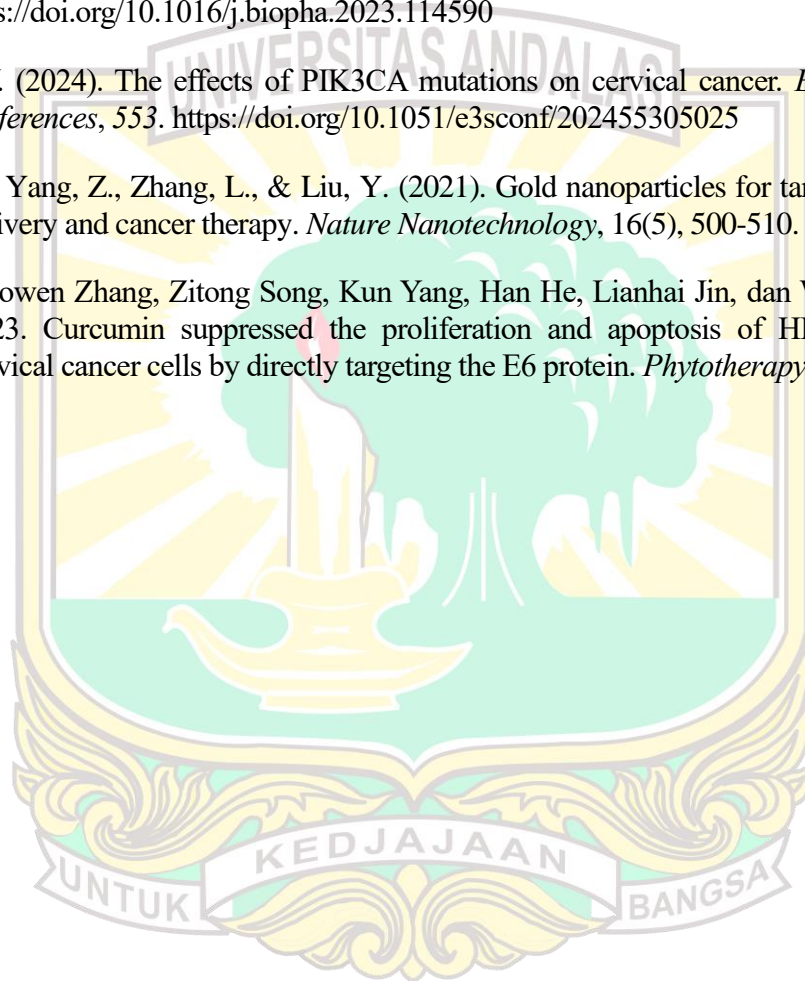 s://doi.org/10.1016/j.biopha.2023.114590
(2024). The effects of PIK3CA mutations on cervical cancer.
ferences, 553. https://doi.org/10.1051/e3sconf/202455305025
Yang, Z., Zhang, L., & Liu, Y. (2021). Gold nanoparticles for
ivery and cancer therapy. Nature Nanotechnology, 16(5), 500-510.
owen Zhang, Zitong Song, Kun Yang, Han He, Lianhai Jin, dan
23. Curcumin suppressed the proliferation and apoptosis of
vical cancer cells by directly targeting the E6 protein. Phytotherapy
UNIVERSITAS ANDALAS
UNTUK KEDJAJAAN BANGSA